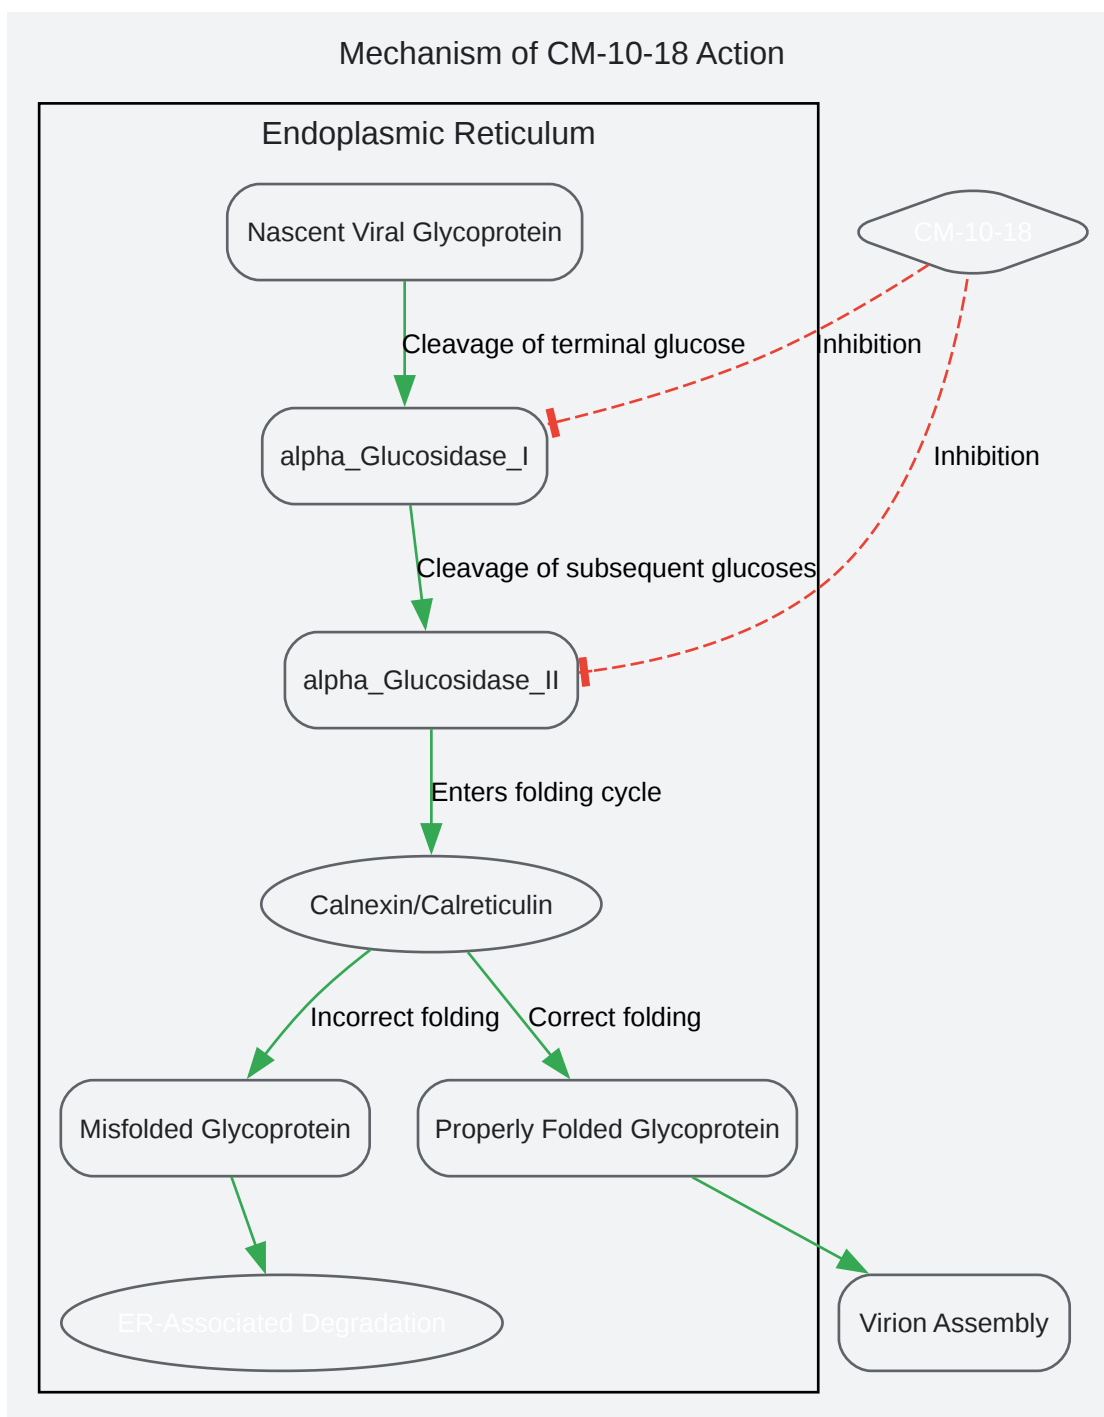 Mechanism of CM-10-18 Action
Endoplasmic Reticulum
Nascent Viral Glycoprotein
CM-10-18
Cleavage of terminal glucose
Inhibition
alpha_Glucosidase_I
Inhibition
Cleavage of subsequent glucoses
alpha_Glucosidase_II
Enters folding cycle
Calnexin/Calreticulin
Incorrect folding
Correct folding
Misfolded Glycoprotein
Properly Folded Glycoprotein
ER-Associated Degradation
Virion Assembly